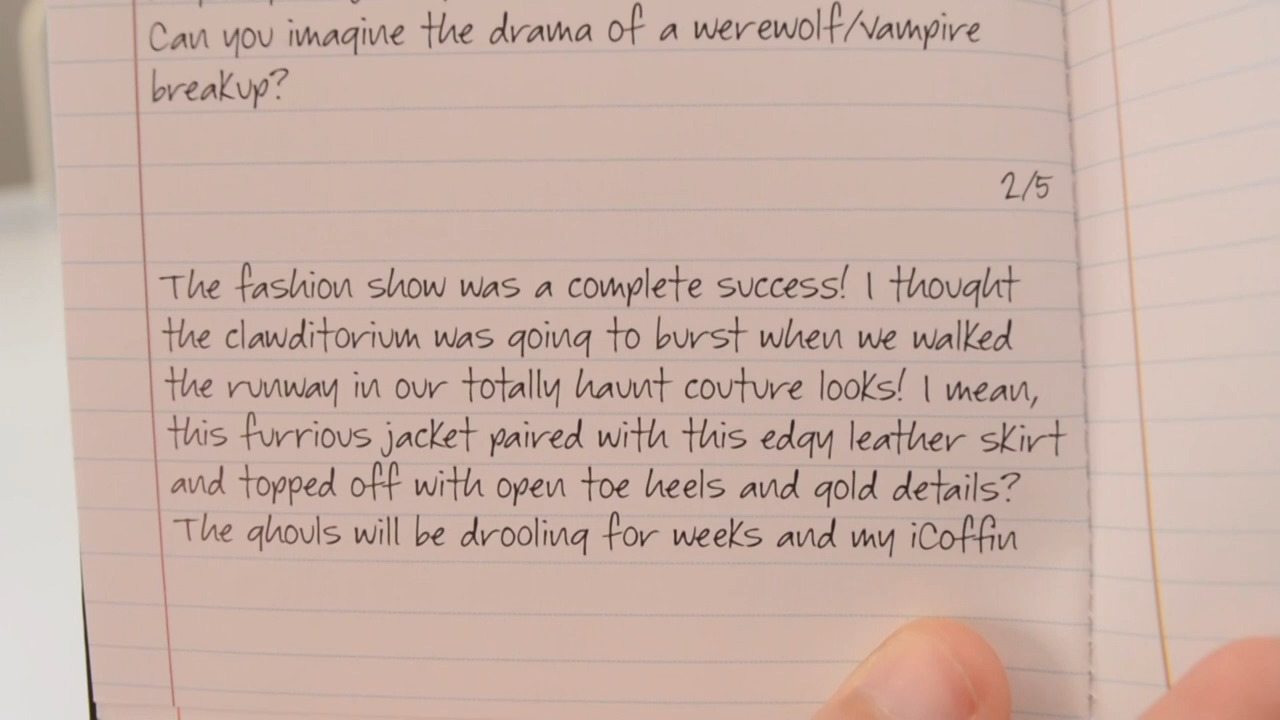 Can you imagine the drama of a werewolf/vampire
breakup?
2/5
The fashion show was a complete success! I thought
the clawditorium was going to burst when we walked
the runway in our totally haunt couture looks! I mean,
this furrious jacket paired with this edgy leather skirt
and topped off with open toe heels and gold details?
The ghouls will be drooling for weeks and my iCoffin